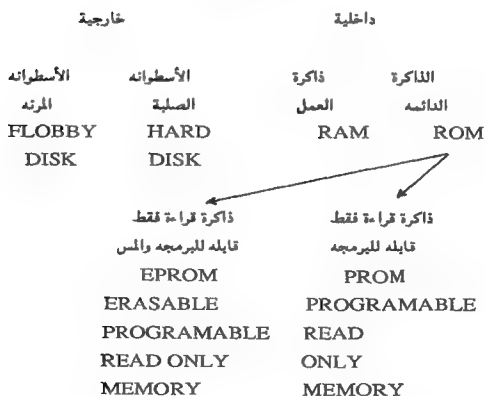 داخلية خارجية
الذاكرة ذاكرة الأسطوانه الأسطوانه
الدائمه العمل الصلبة المرنه
FLOBBY HARD RAM ROM
DISK DISK
ذاكرة قراءة فقط ذاكرة قراءة فقط
قابله للبرمجه قابله للبرمجه والمس
EPROM PROM
ERASABLE PROGRAMABLE
PROGRAMABLE READ
READ ONLY ONLY
MEMORY MEMORY